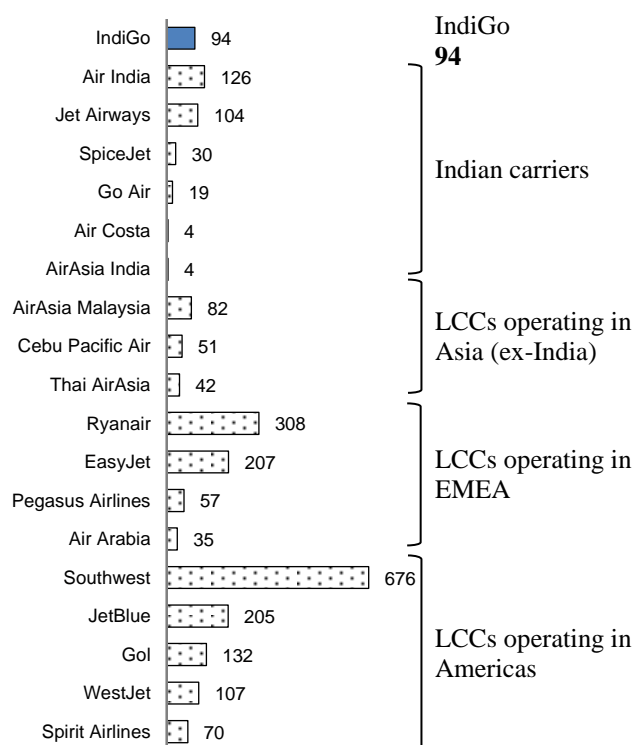 IndiGo 94
IndiGo
94
Air India 126
Jet Airways 104
SpiceJet 30
Go Air 19
Air Costa 4
AirAsia India 4
Indian carriers
AirAsia Malaysia 82
Cebu Pacific Air 51
Thai AirAsia 42
LCCs operating in
Asia (ex-India)
Ryanair 308
EasyJet 207
Pegasus Airlines 57
Air Arabia 35
LCCs operating in
EMEA
Southwest 676
JetBlue 205
Gol 132
WestJet 107
Spirit Airlines 70
LCCs operating in
Americas